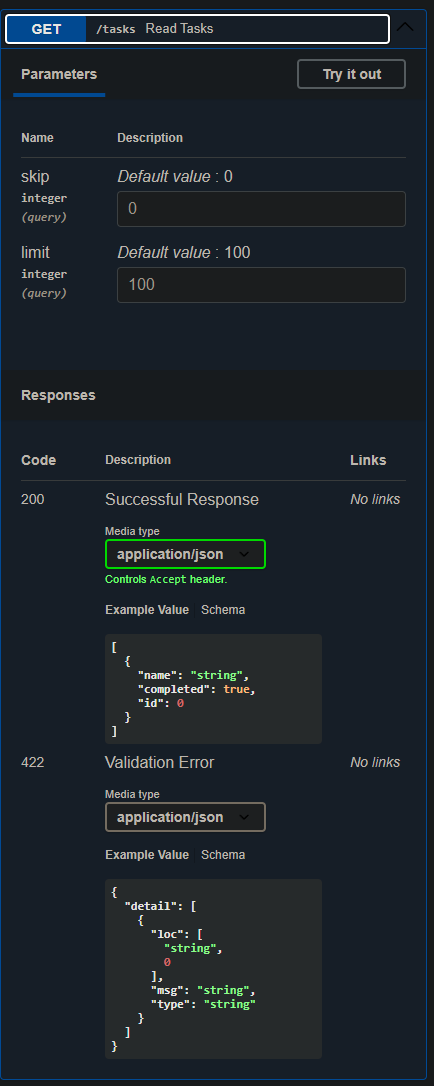 GET /tasks Read Tasks
Parameters Try it out
Name Description
skip Default value : 0
integer
(query)
0
limit Default value : 100
integer
(query)
100
Responses
Code Description Links
200 Successful Response No links
Media type
application/json
Controls Accept header.
Example Value Schema
[
  {
    "name": "string",
    "completed": true,
    "id": 0
  }
]
422 Validation Error No links
Media type
application/json
Example Value Schema
{
  "detail": [
    {
      "loc": [
        "string",
        0
      ],
      "msg": "string",
      "type": "string"
    }
  ]
}